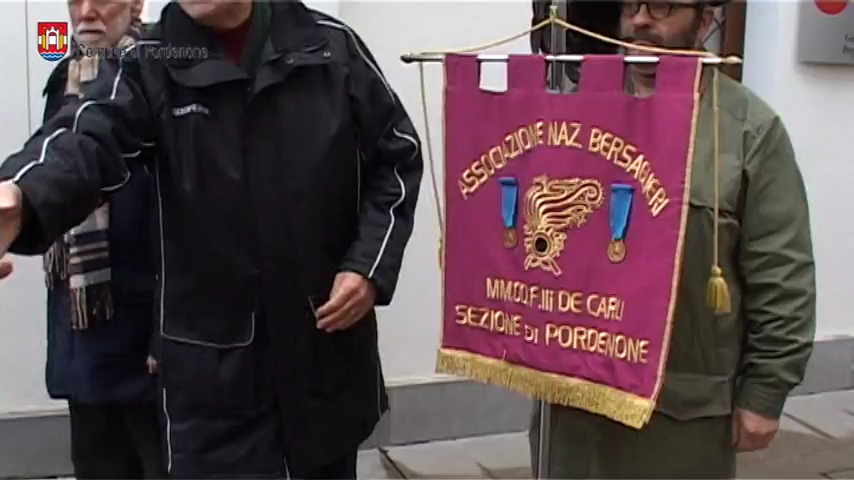 Comune di Pordenone
ASSOCIAZIONE NAZ. BERSAGLIERI
MM.OO.F.lli DE CARLI
SEZIONE di PORDENONE